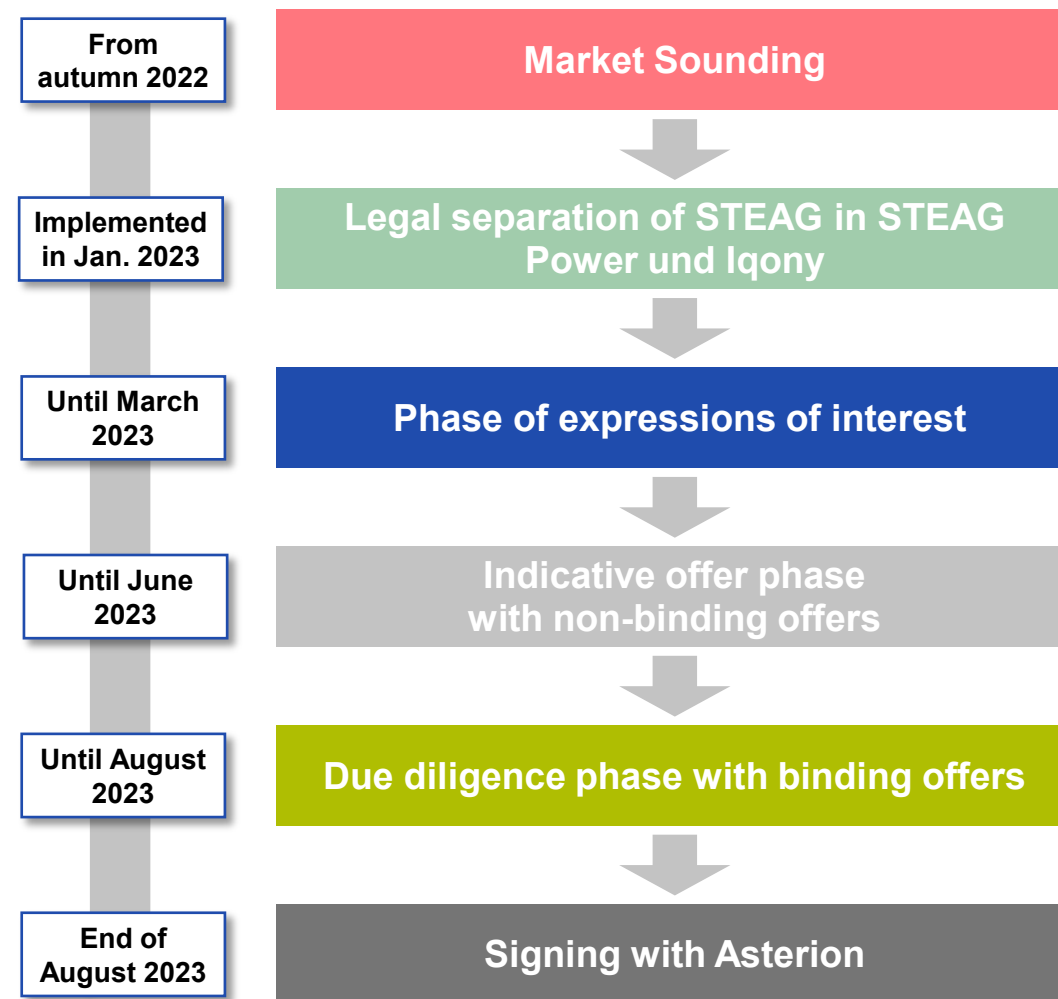 From
autumn 2022
Market Sounding
Implemented
in Jan. 2023
Legal separation of STEAG in STEAG
Power und Iqony
Until March
2023
Phase of expressions of interest
Until June
2023
Indicative offer phase
with non-binding offers
Until August
2023
Due diligence phase with binding offers
End of
August 2023
Signing with Asterion